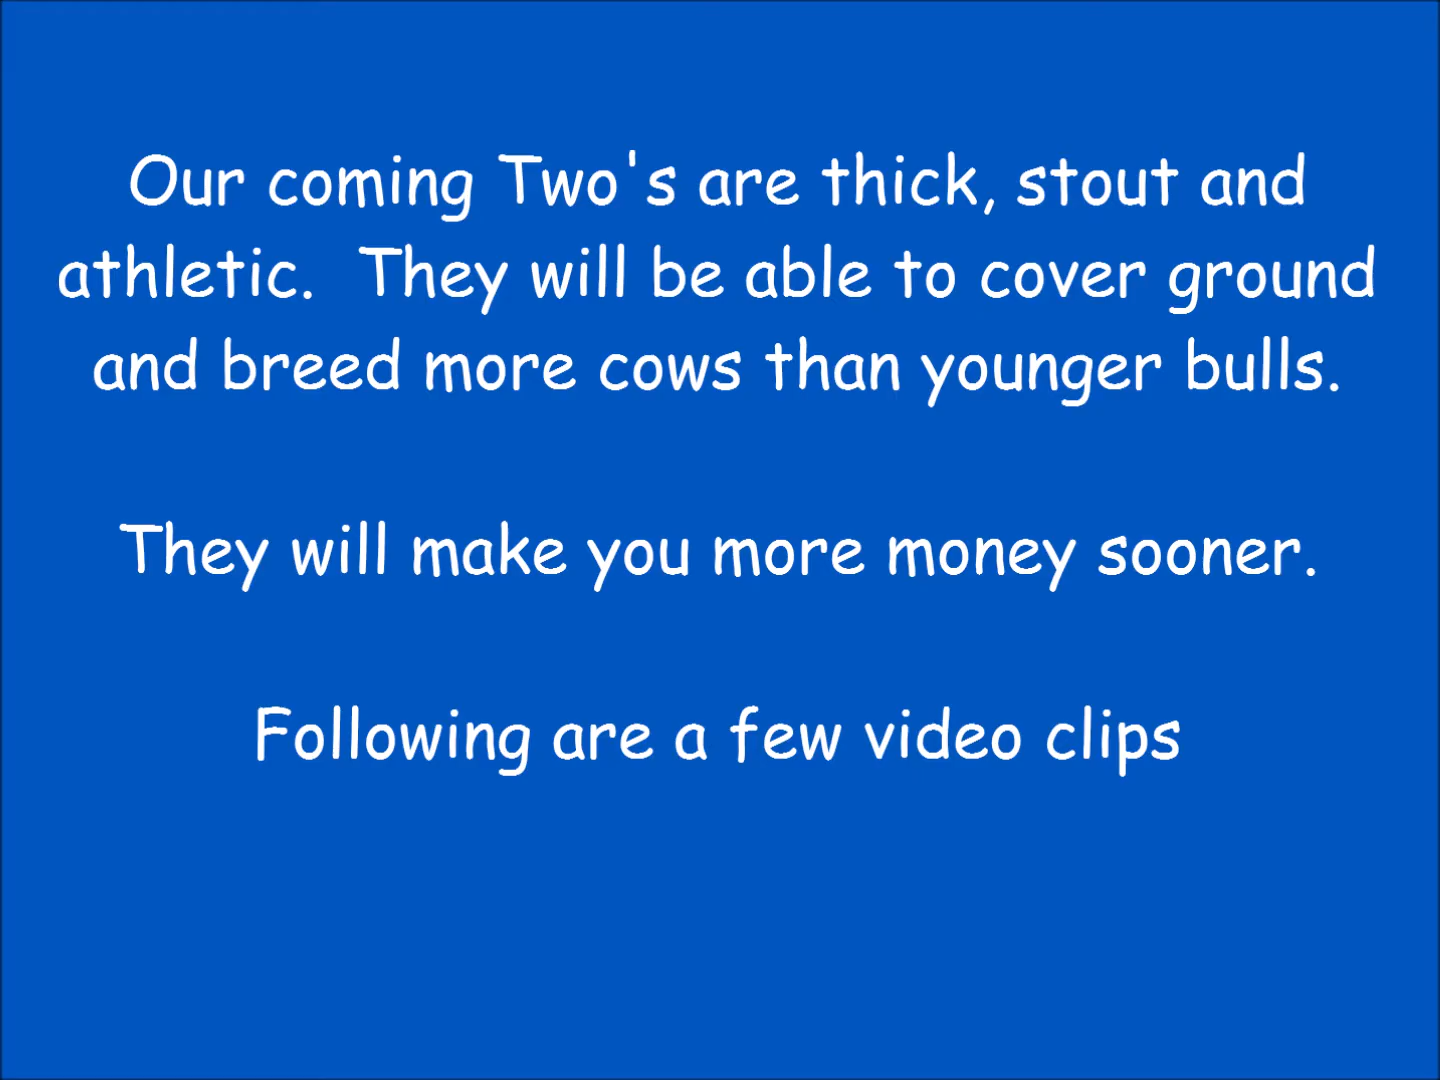 Our coming Two's are thick, stout and
athletic.  They will be able to cover ground
and breed more cows than younger bulls.
They will make you more money sooner.
Following are a few video clips